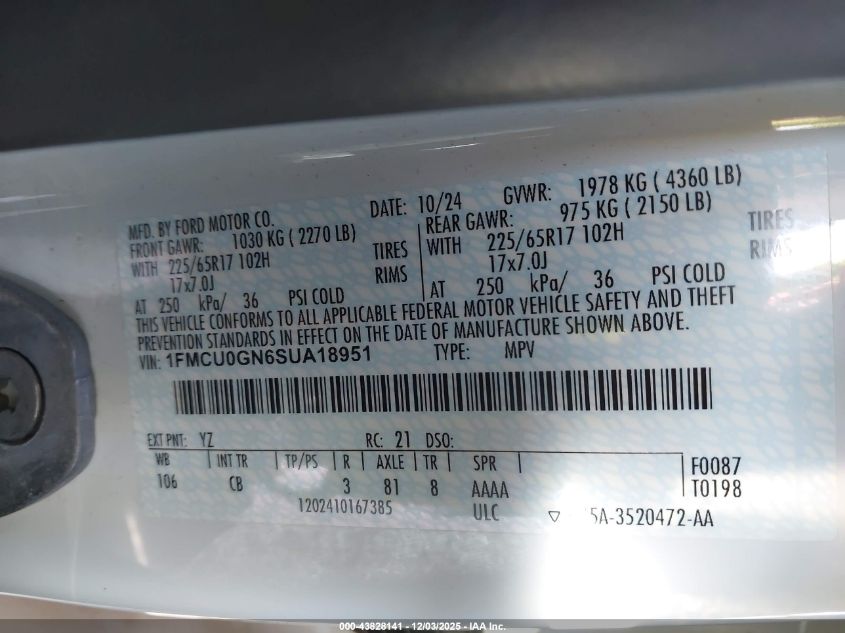 MFD. BY FORD MOTOR CO. DATE: 10/24 GVWR: 1978 KG ( 4360 LB)
FRONT GAWR: 1030 KG ( 2270 LB) REAR GAWR: 975 KG ( 2150 LB)
WITH 225/65R17 102H TIRES WITH 225/65R17 102H TIRES
17x7.0J RIMS 17x7.0J RIMS
AT 250 kPa/ 36 PSI COLD AT 250 kPa/ 36 PSI COLD
THIS VEHICLE CONFORMS TO ALL APPLICABLE FEDERAL MOTOR VEHICLE SAFETY AND THEFT
PREVENTION STANDARDS IN EFFECT ON THE DATE OF MANUFACTURE SHOWN ABOVE.
VIN: 1FMCU0GN6SUA18951 TYPE: MPV
EXT PNT: YZ RC: 21 DSO:
WB INT TR TP/PS R AXLE TR SPR F0087
106 CB 3 81 8 AAAA T0198
1202410167385 ULC 5A-3520472-AA
000-43828141 - 12/03/2025 - IAA Inc.